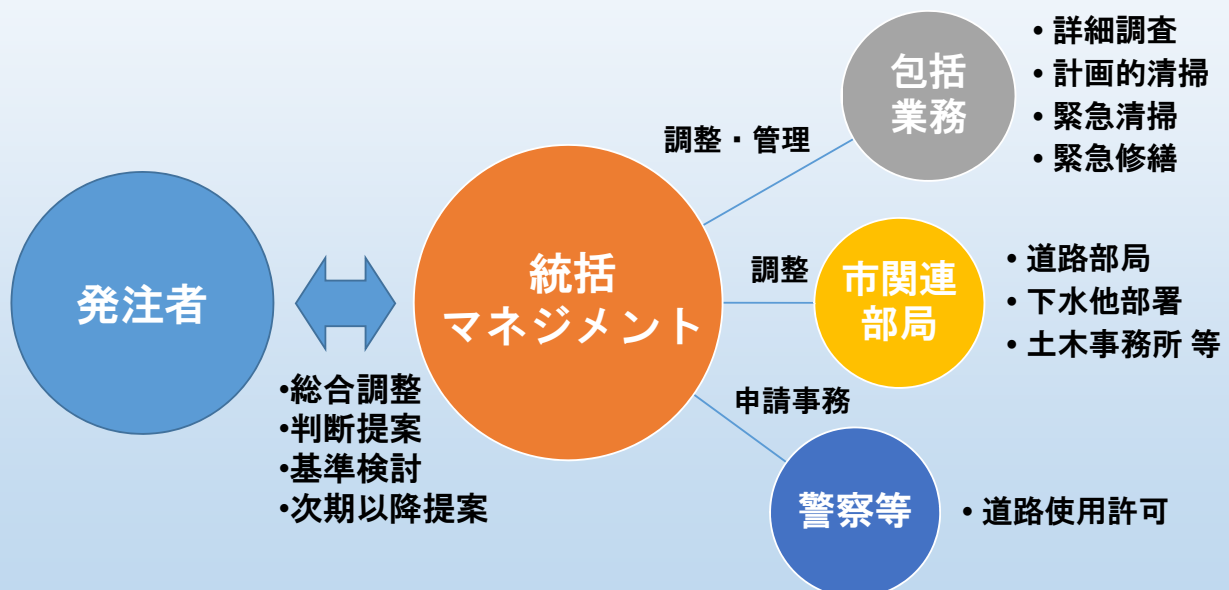 発注者
•総合調整
•判断提案
•基準検討
•次期以降提案
統括
マネジメント
調整・管理
包括
業務
• 詳細調査
• 計画的清掃
• 緊急清掃
• 緊急修繕
調整
市関連
部局
• 道路部局
• 下水他部署
• 土木事務所 等
申請事務
警察等
• 道路使用許可